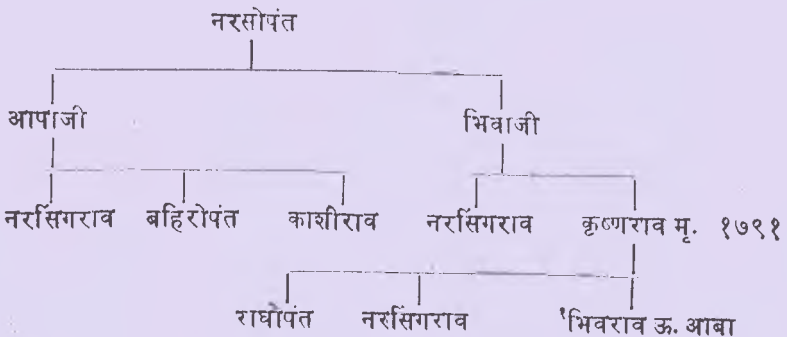 नरसोपंत
आपाजी भिवाजी
नरसिंगराव बहिरोपंत काशीराव नरसिंगराव कृष्णराव मृ. १७९१
राघोपंत नरसिंगराव भिवराव ऊ. आबा